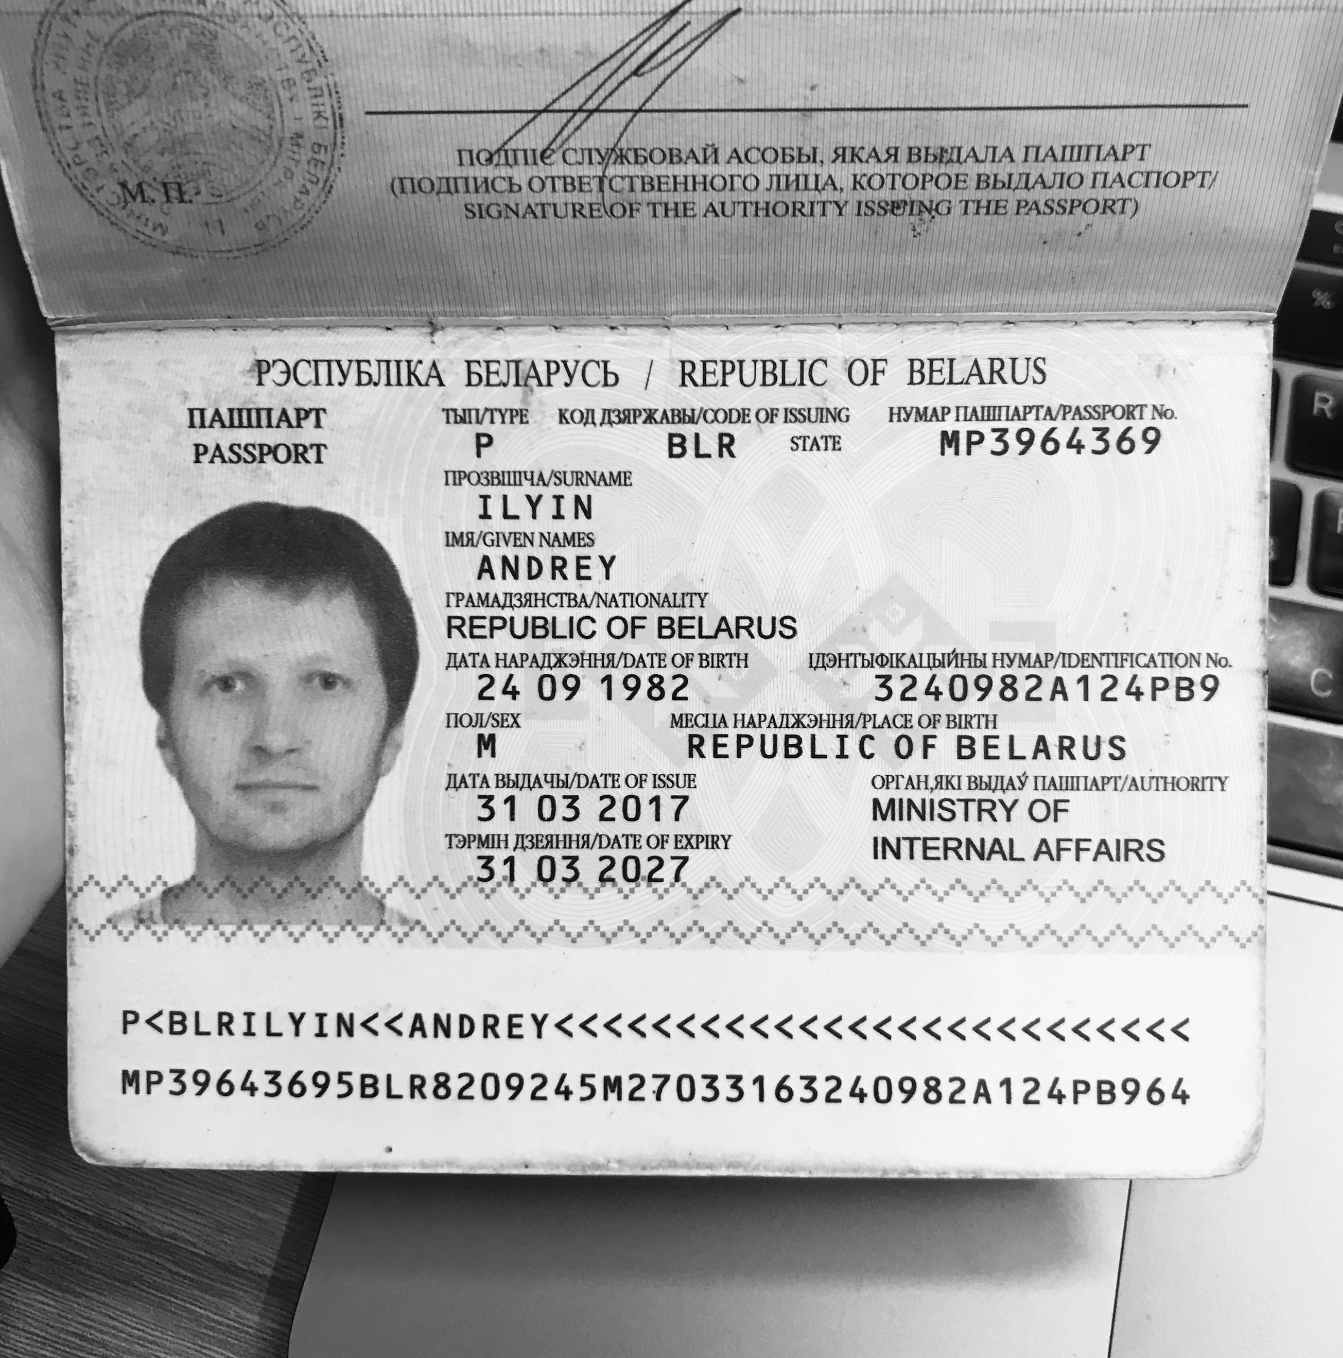 М.П.
ПОДПІС СЛУЖБОВАЙ АСОБЫ, ЯКАЯ ВЫДАЛА ПАШПАРТ
(ПОДПИСЬ ОТВЕТСТВЕННОГО ЛИЦА, КОТОРОЕ ВЫДАЛО ПАСПОРТ/
SIGNATURE OF THE AUTHORITY ISSUING THE PASSPORT)
РЭСПУБЛІКА БЕЛАРУСЬ / REPUBLIC OF BELARUS
ПАШПАРТ ТЫП/TYPE КОД ДЗЯРЖАВЫ/CODE OF ISSUING НУМАР ПАШПАРТА/PASSPORT No.
PASSPORT P BLR STATE MP3964369
ПРОЗВІШЧА/SURNAME
ILYIN
ІМЯ/GIVEN NAMES
ANDREY
ГРАМАДЗЯНСТВА/NATIONALITY
REPUBLIC OF BELARUS
ДАТА НАРАДЖЭННЯ/DATE OF BIRTH ІДЭНТЫФІКАЦЫЙНЫ НУМАР/IDENTIFICATION No.
24 09 1982 3240982A124PB9
ПОЛ/SEX МЕСЦА НАРАДЖЭННЯ/PLACE OF BIRTH
M REPUBLIC OF BELARUS
ДАТА ВЫДАЧЫ/DATE OF ISSUE ОРГАН,ЯКІ ВЫДАЎ ПАШПАРТ/AUTHORITY
31 03 2017 MINISTRY OF
ТЭРМІН ДЗЕЯННЯ/DATE OF EXPIRY INTERNAL AFFAIRS
31 03 2027
P<BLRILYIN<<ANDREY<<<<<<<<<<<<<<<<<<<<<<<<<<
MP39643695BLR8209245M27033163240982A124PB964